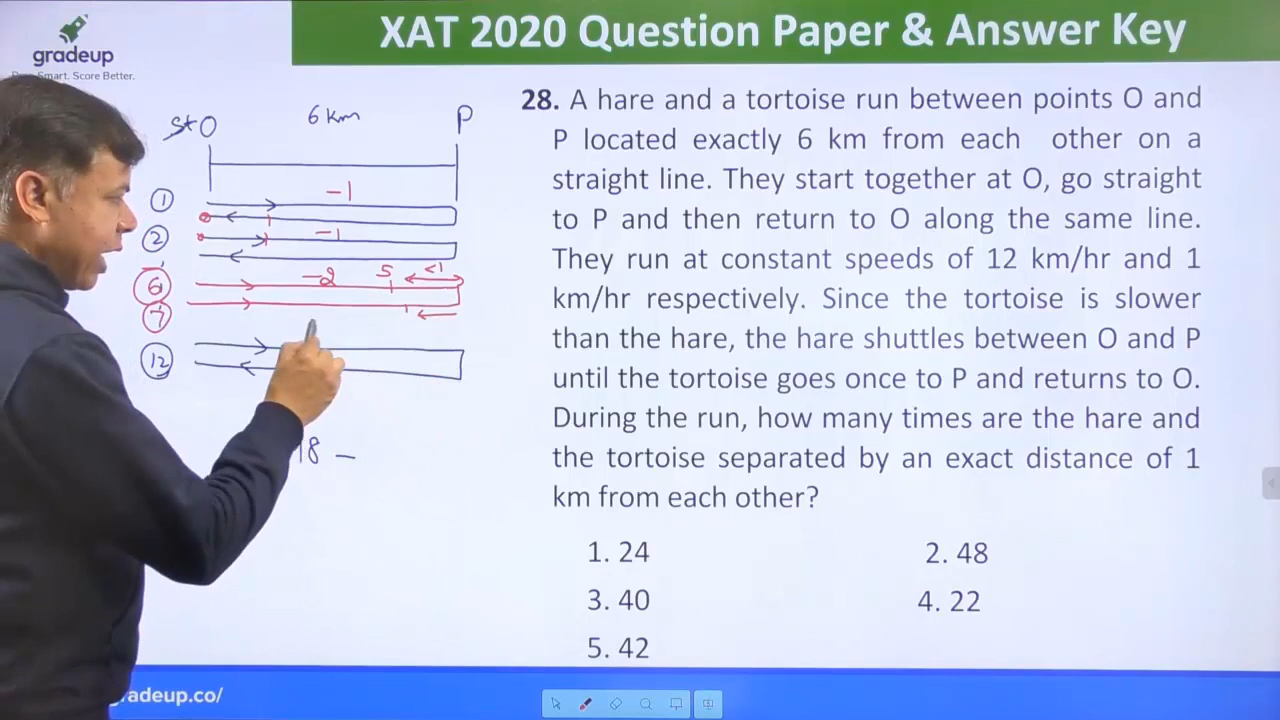 gradeup
XAT 2020 Question Paper & Answer Key
St O 6 km P
① -1
② -1
⑥ -2 5 <1
⑦
⑫
18 -
28. A hare and a tortoise run between points O and
P located exactly 6 km from each other on a
straight line. They start together at O, go straight
to P and then return to O along the same line.
They run at constant speeds of 12 km/hr and 1
km/hr respectively. Since the tortoise is slower
than the hare, the hare shuttles between O and P
until the tortoise goes once to P and returns to O.
During the run, how many times are the hare and
the tortoise separated by an exact distance of 1
km from each other?
1. 24 2. 48
3. 40 4. 22
5. 42